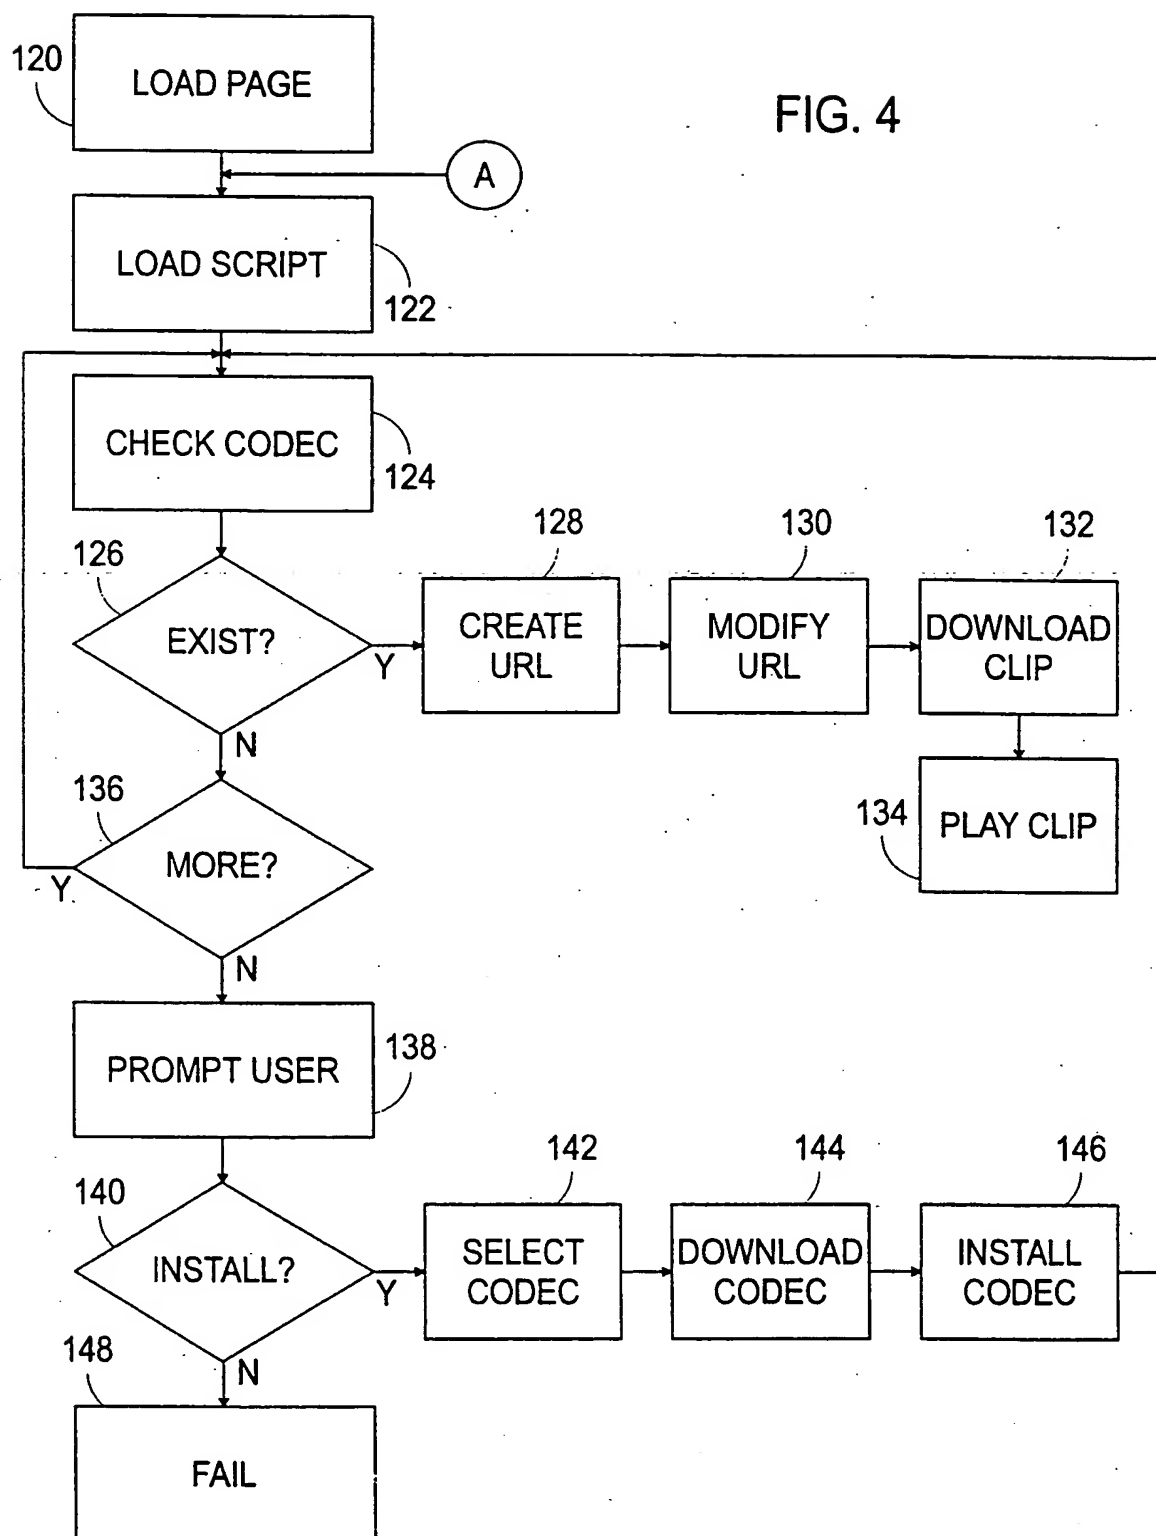 120
LOAD PAGE
FIG. 4
A
LOAD SCRIPT
122
CHECK CODEC
124
126
EXIST?
Y
N
128
CREATE
URL
130
MODIFY
URL
132
DOWNLOAD
CLIP
134
PLAY CLIP
136
MORE?
Y
N
PROMPT USER
138
140
INSTALL?
Y
N
142
SELECT
CODEC
144
DOWNLOAD
CODEC
146
INSTALL
CODEC
148
FAIL